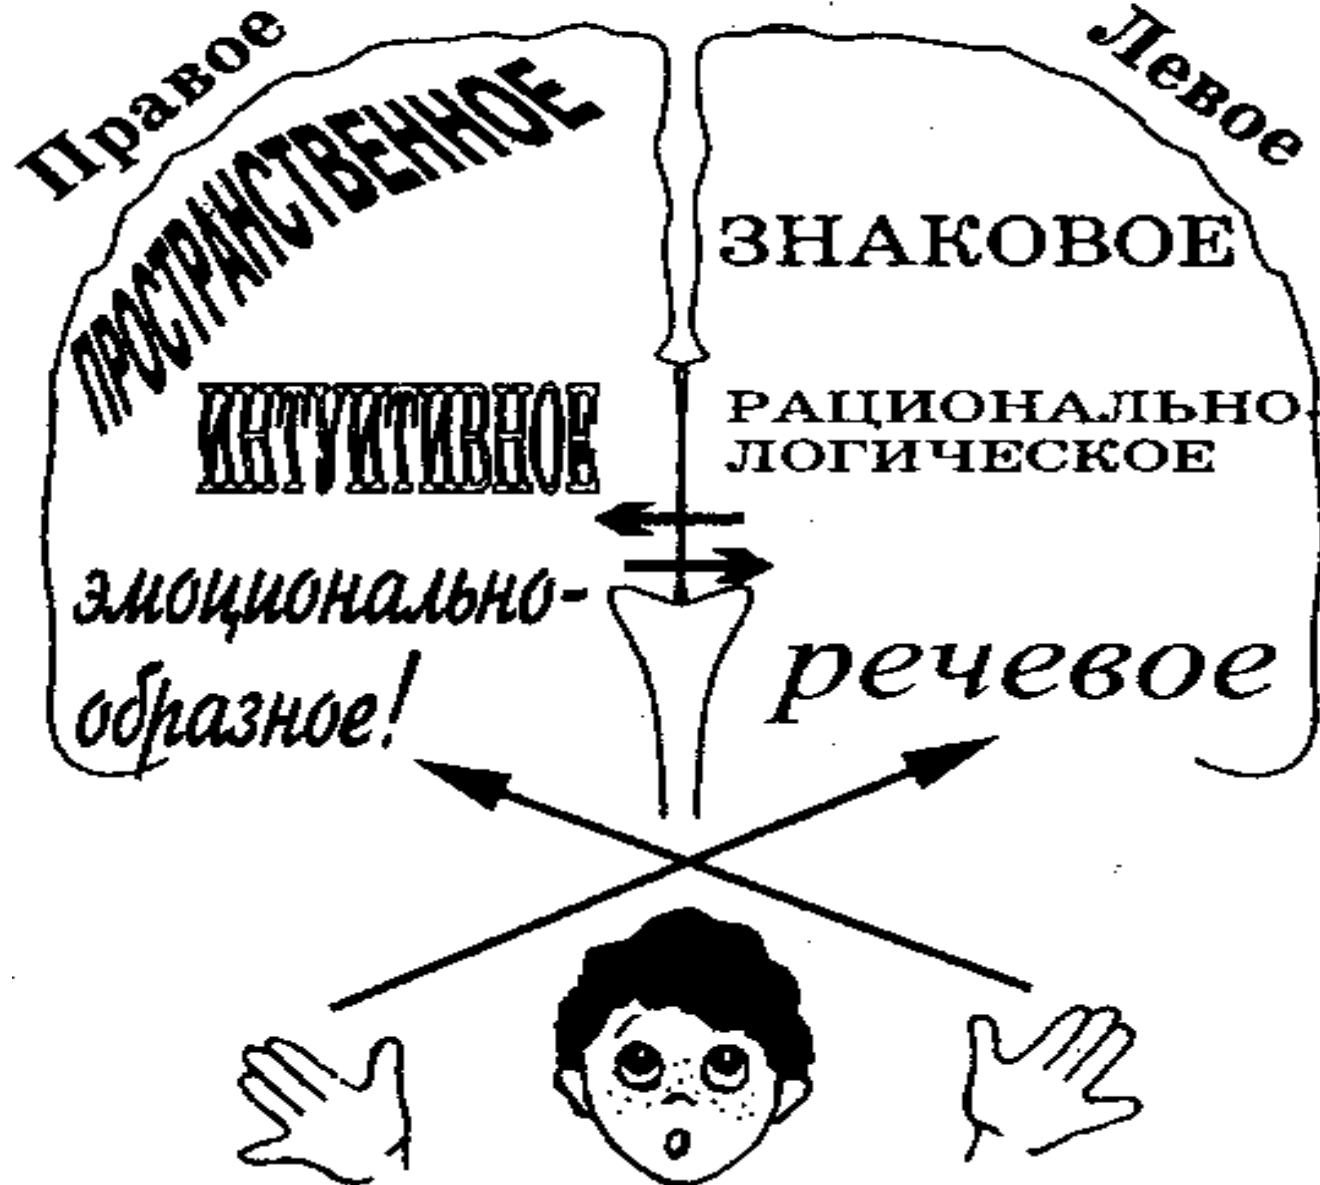 Правое
Левое
ПРОСТРАНСТВЕННОЕ
ИНТУИТИВНОЕ
эмоционально-
образное!
ЗНАКОВОЕ
РАЦИОНАЛЬНО-
ЛОГИЧЕСКОЕ
речевое